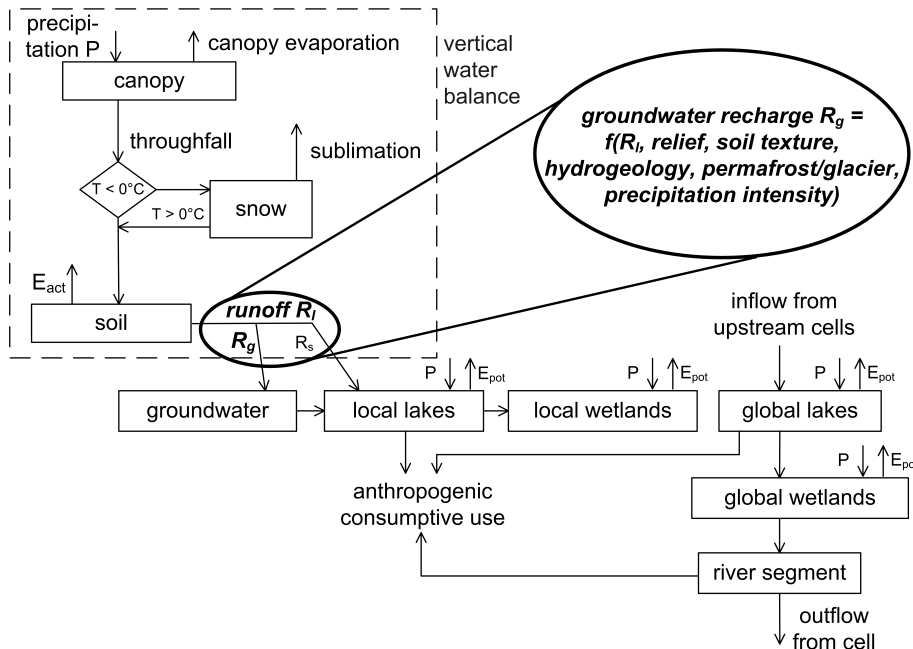 precipi-
tation P
canopy evaporation
canopy
vertical
water
balance
throughfall
sublimation
T < 0°C
T > 0°C
snow
E_act
soil
runoff R_l
R_g
R_s
groundwater recharge R_g =
f(R_l, relief, soil texture,
hydrogeology, permafrost/glacier,
precipitation intensity)
inflow from
upstream cells
P
E_pot
P
E_pot
P
E_pot
groundwater
local lakes
local wetlands
global lakes
P
E_po
anthropogenic
consumptive use
global wetlands
river segment
outflow
from cell